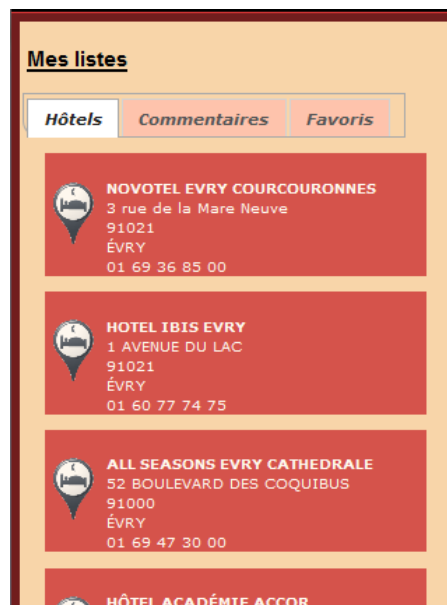 Mes listes
Hôtels Commentaires Favoris
NOVOTEL EVRY COURCOURONNES
3 rue de la Mare Neuve
91021
ÉVRY
01 69 36 85 00
HOTEL IBIS EVRY
1 AVENUE DU LAC
91021
ÉVRY
01 60 77 74 75
ALL SEASONS EVRY CATHEDRALE
52 BOULEVARD DES COQUIBUS
91000
ÉVRY
01 69 47 30 00
HÔTEL ACADÉMIE ACCOR